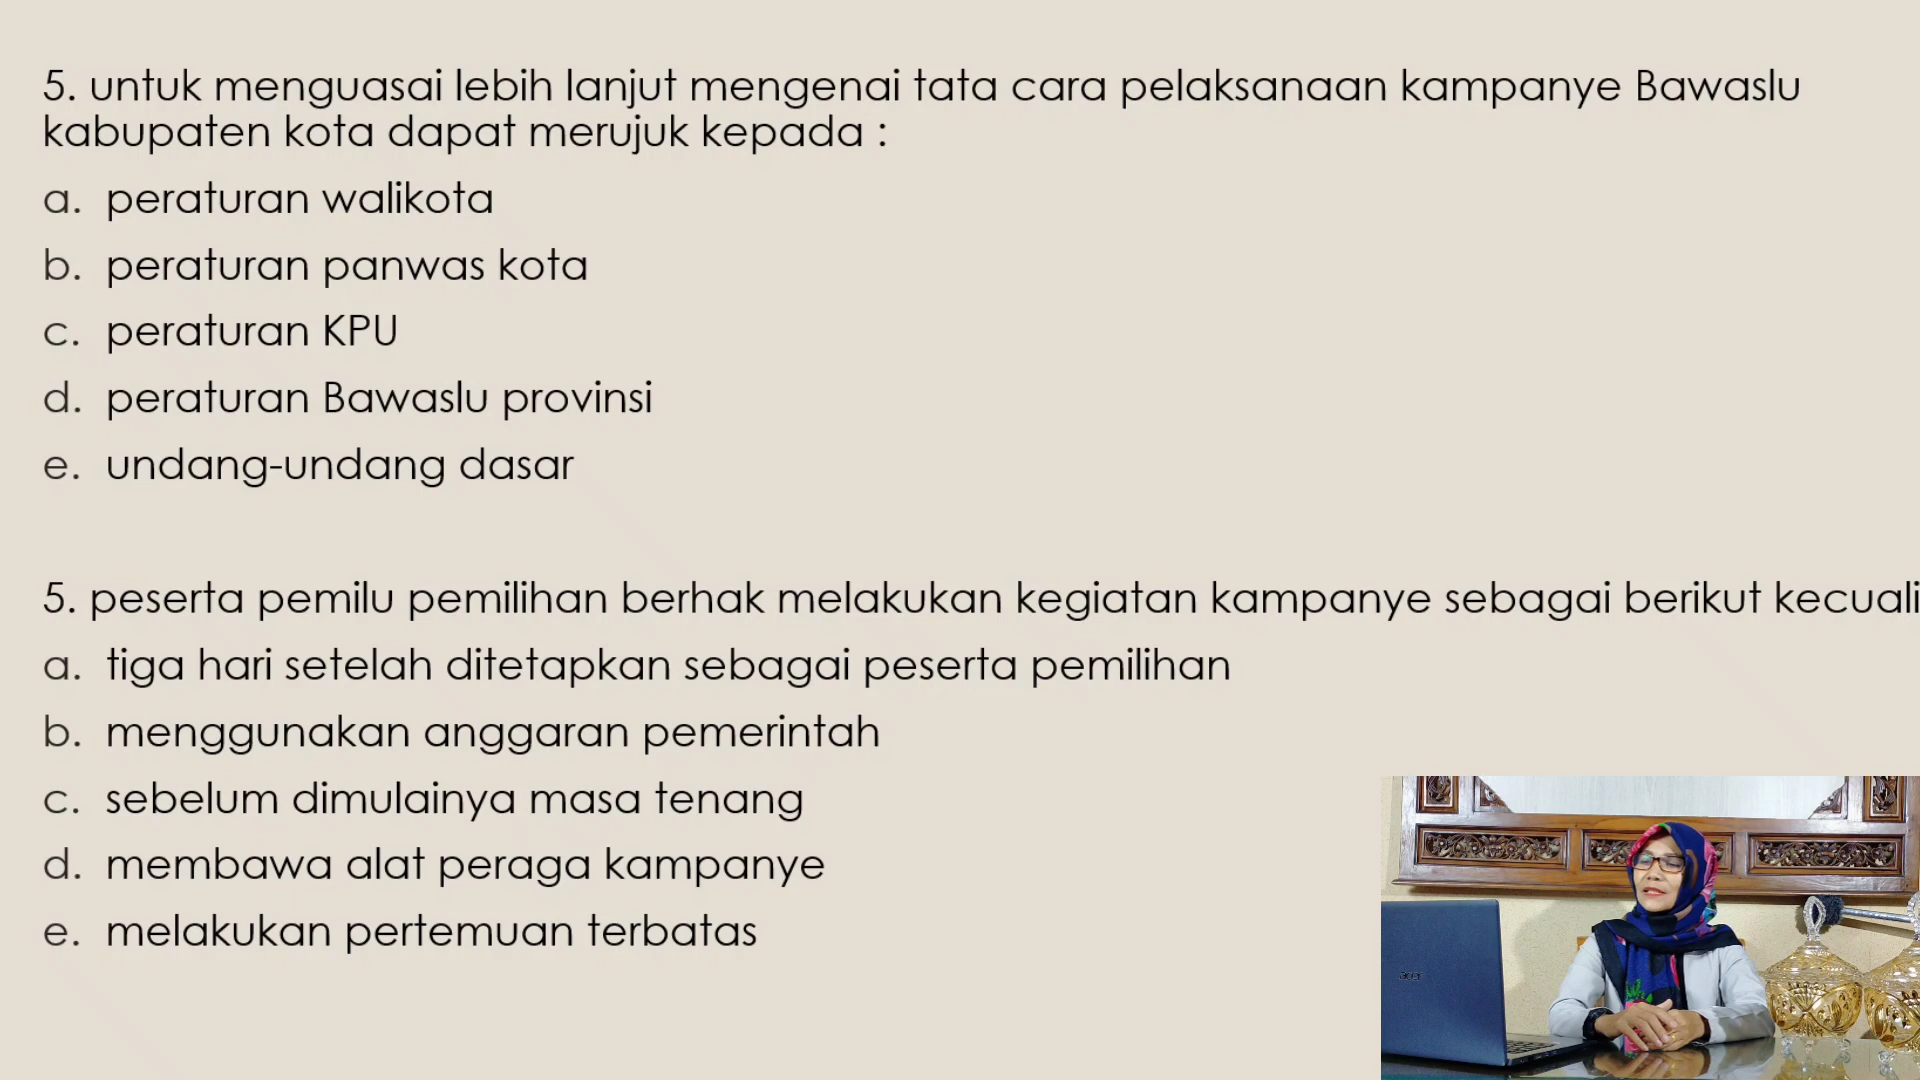 5. untuk menguasai lebih lanjut mengenai tata cara pelaksanaan kampanye Bawaslu
kabupaten kota dapat merujuk kepada :
a. peraturan walikota
b. peraturan panwas kota
c. peraturan KPU
d. peraturan Bawaslu provinsi
e. undang-undang dasar
5. peserta pemilu pemilihan berhak melakukan kegiatan kampanye sebagai berikut kecuali
a. tiga hari setelah ditetapkan sebagai peserta pemilihan
b. menggunakan anggaran pemerintah
c. sebelum dimulainya masa tenang
d. membawa alat peraga kampanye
e. melakukan pertemuan terbatas
acer